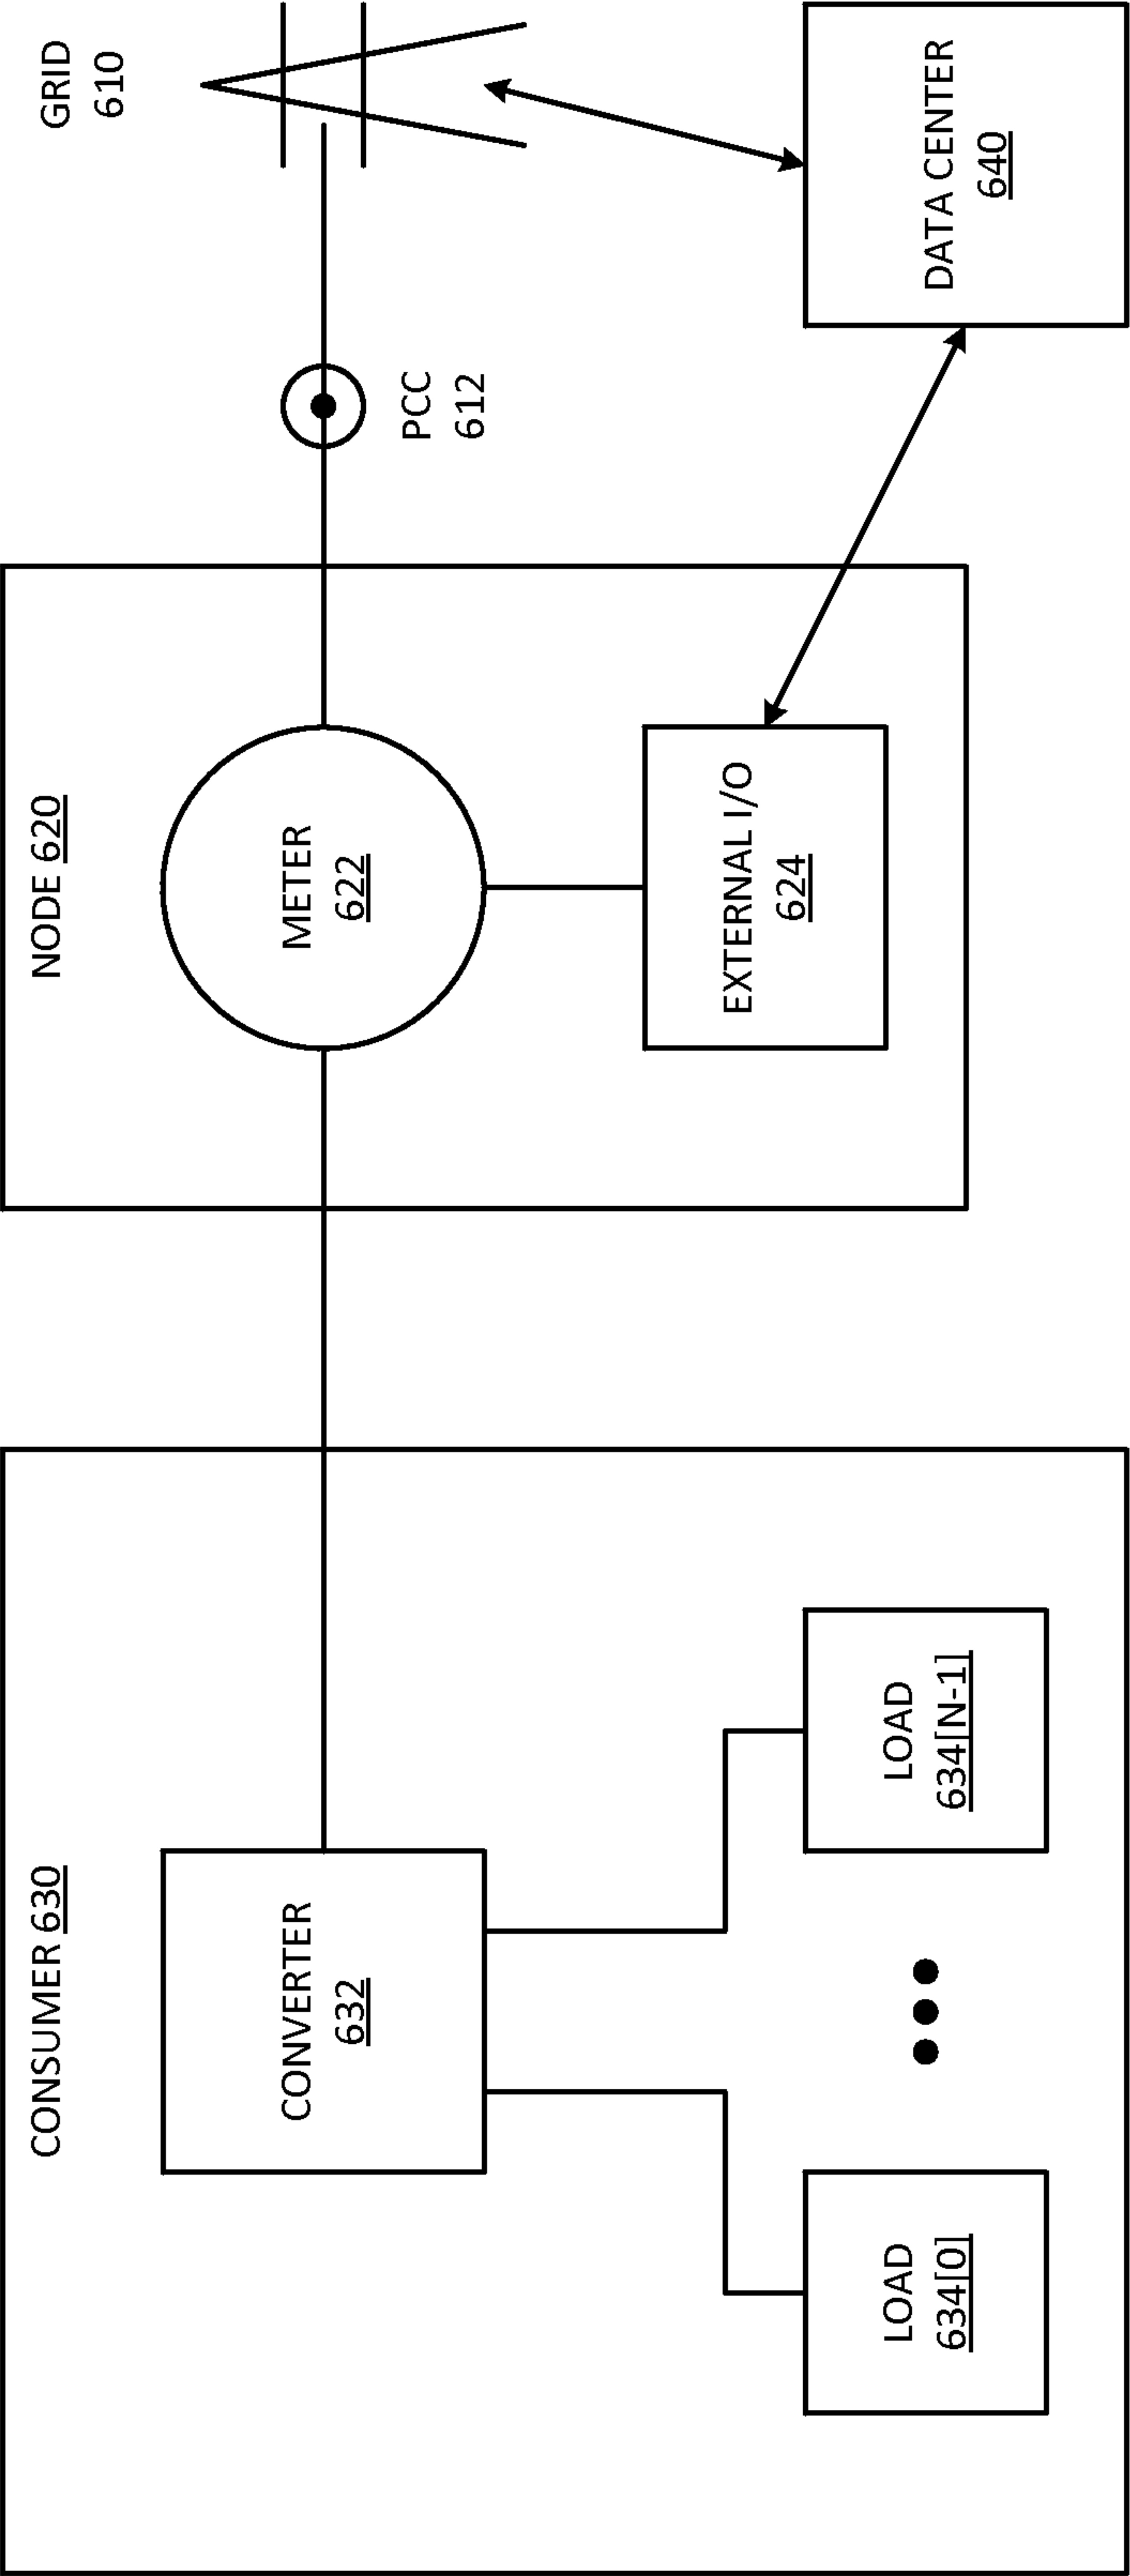 CONSUMER 630
CONVERTER
632
LOAD
634[0]
LOAD
634[N-1]
NODE 620
METER
622
EXTERNAL I/O
624
PCC
612
GRID
610
DATA CENTER
640